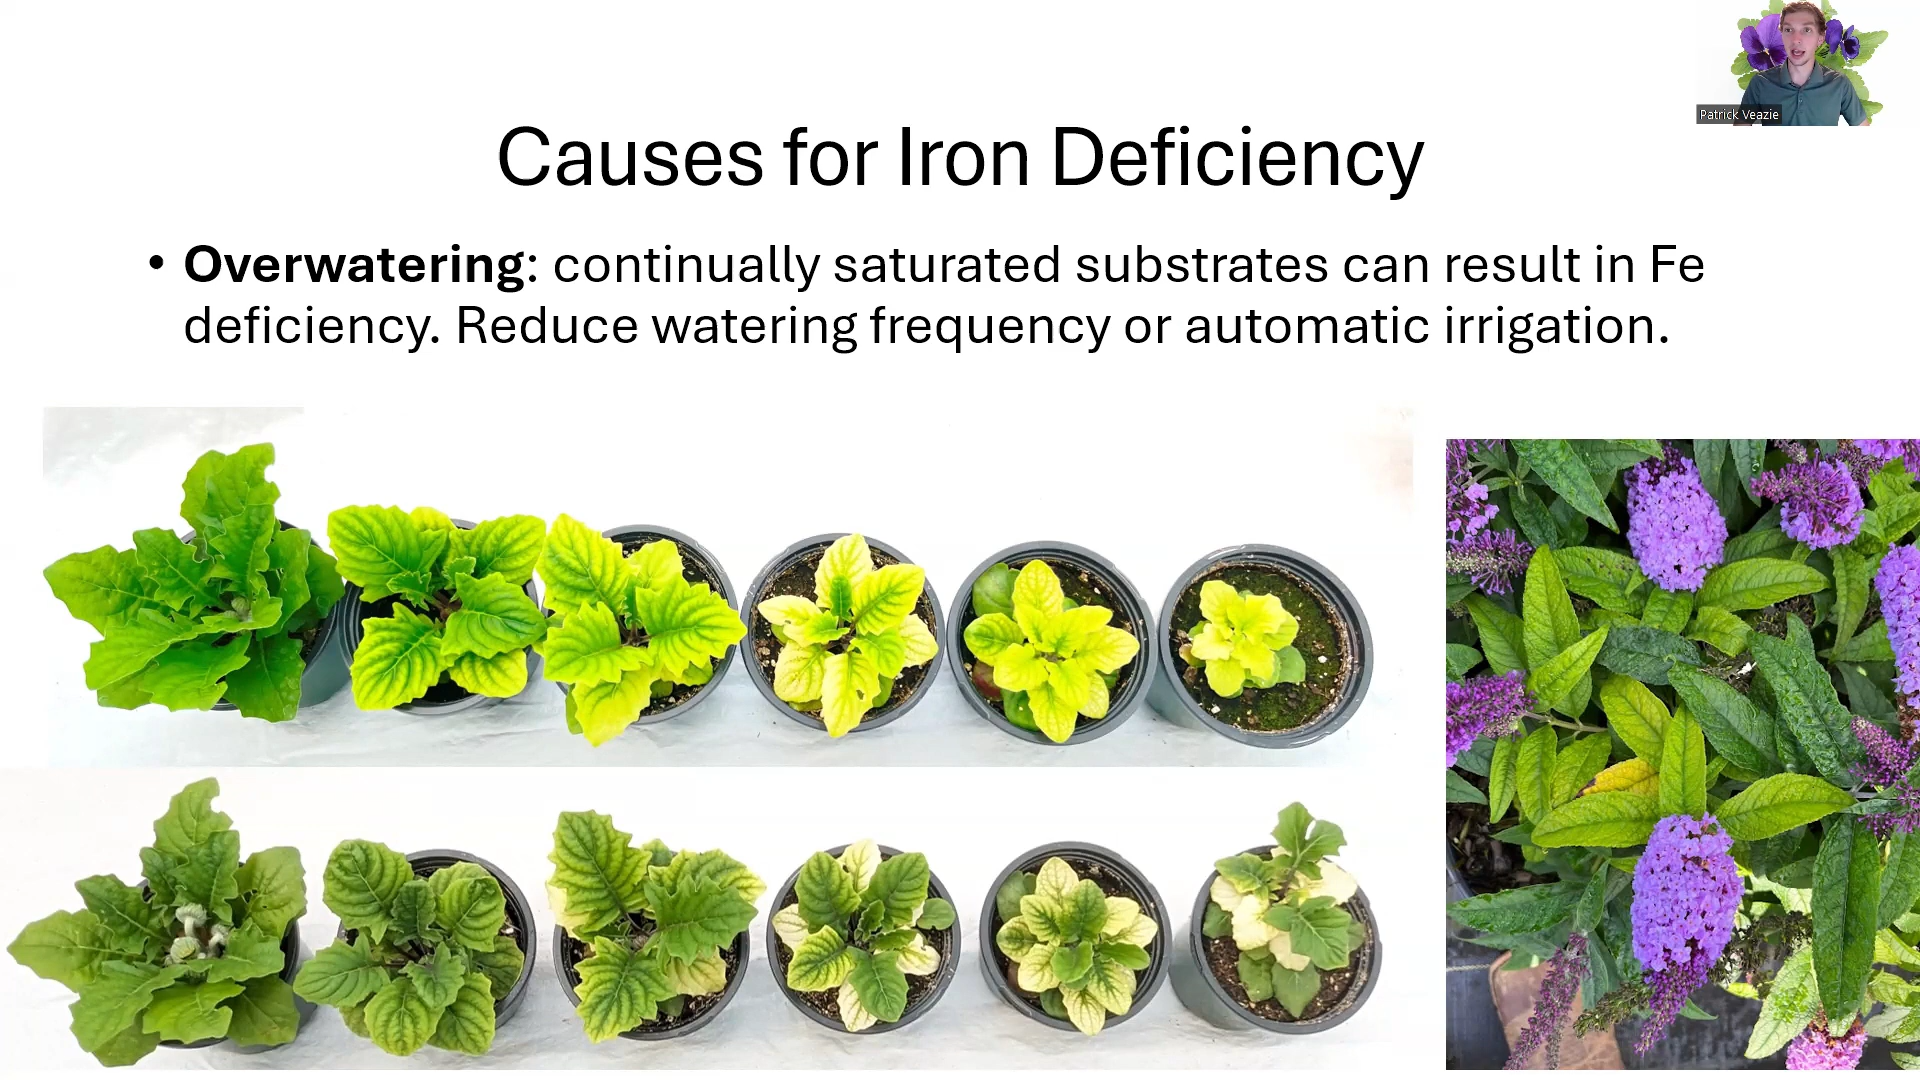 Patrick Veazie
Causes for Iron Deficiency
• Overwatering: continually saturated substrates can result in Fe
deficiency. Reduce watering frequency or automatic irrigation.